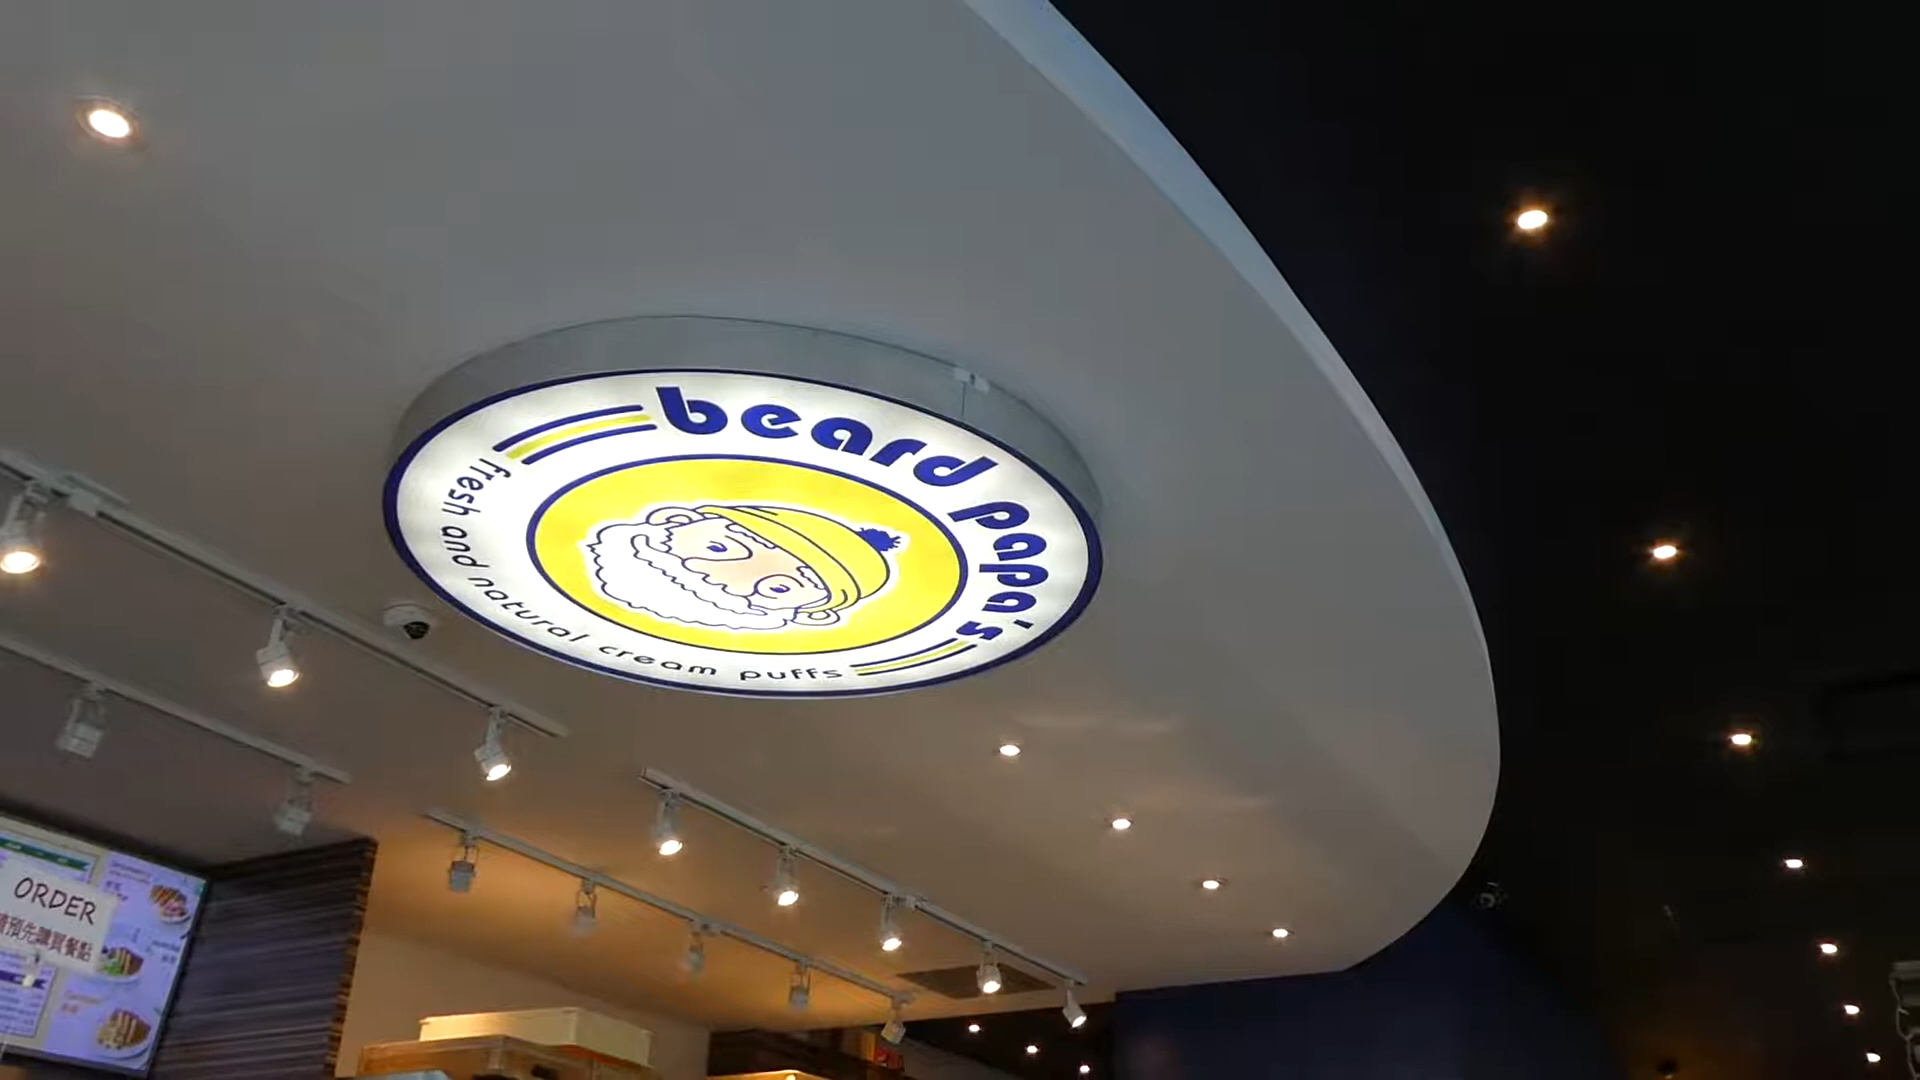 beard papa's
fresh and natural cream puffs
ORDER
請預先購買餐點